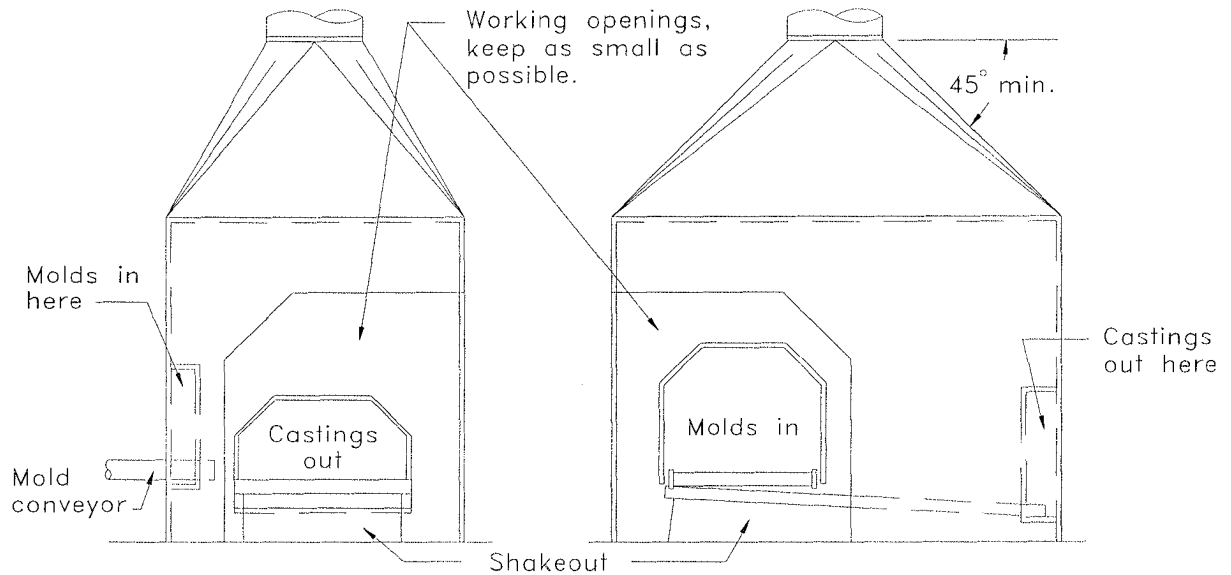 Working openings,
keep as small as
possible.
45° min.
Molds in
here
Castings
out here
Castings
out
Molds in
Mold
conveyor
Shakeout